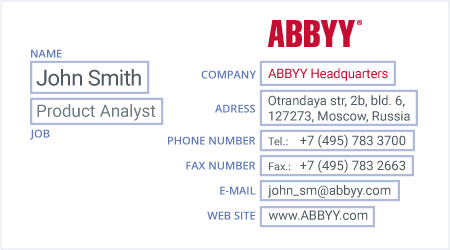 ABBYY®
NAME
John Smith
Product Analyst
JOB
COMPANY ABBYY Headquarters
ADRESS Otrandaya str, 2b, bld. 6,
127273, Moscow, Russia
PHONE NUMBER Tel.: +7 (495) 783 3700
FAX NUMBER Fax.: +7 (495) 783 2663
E-MAIL john_sm@abbyy.com
WEB SITE www.ABBYY.com